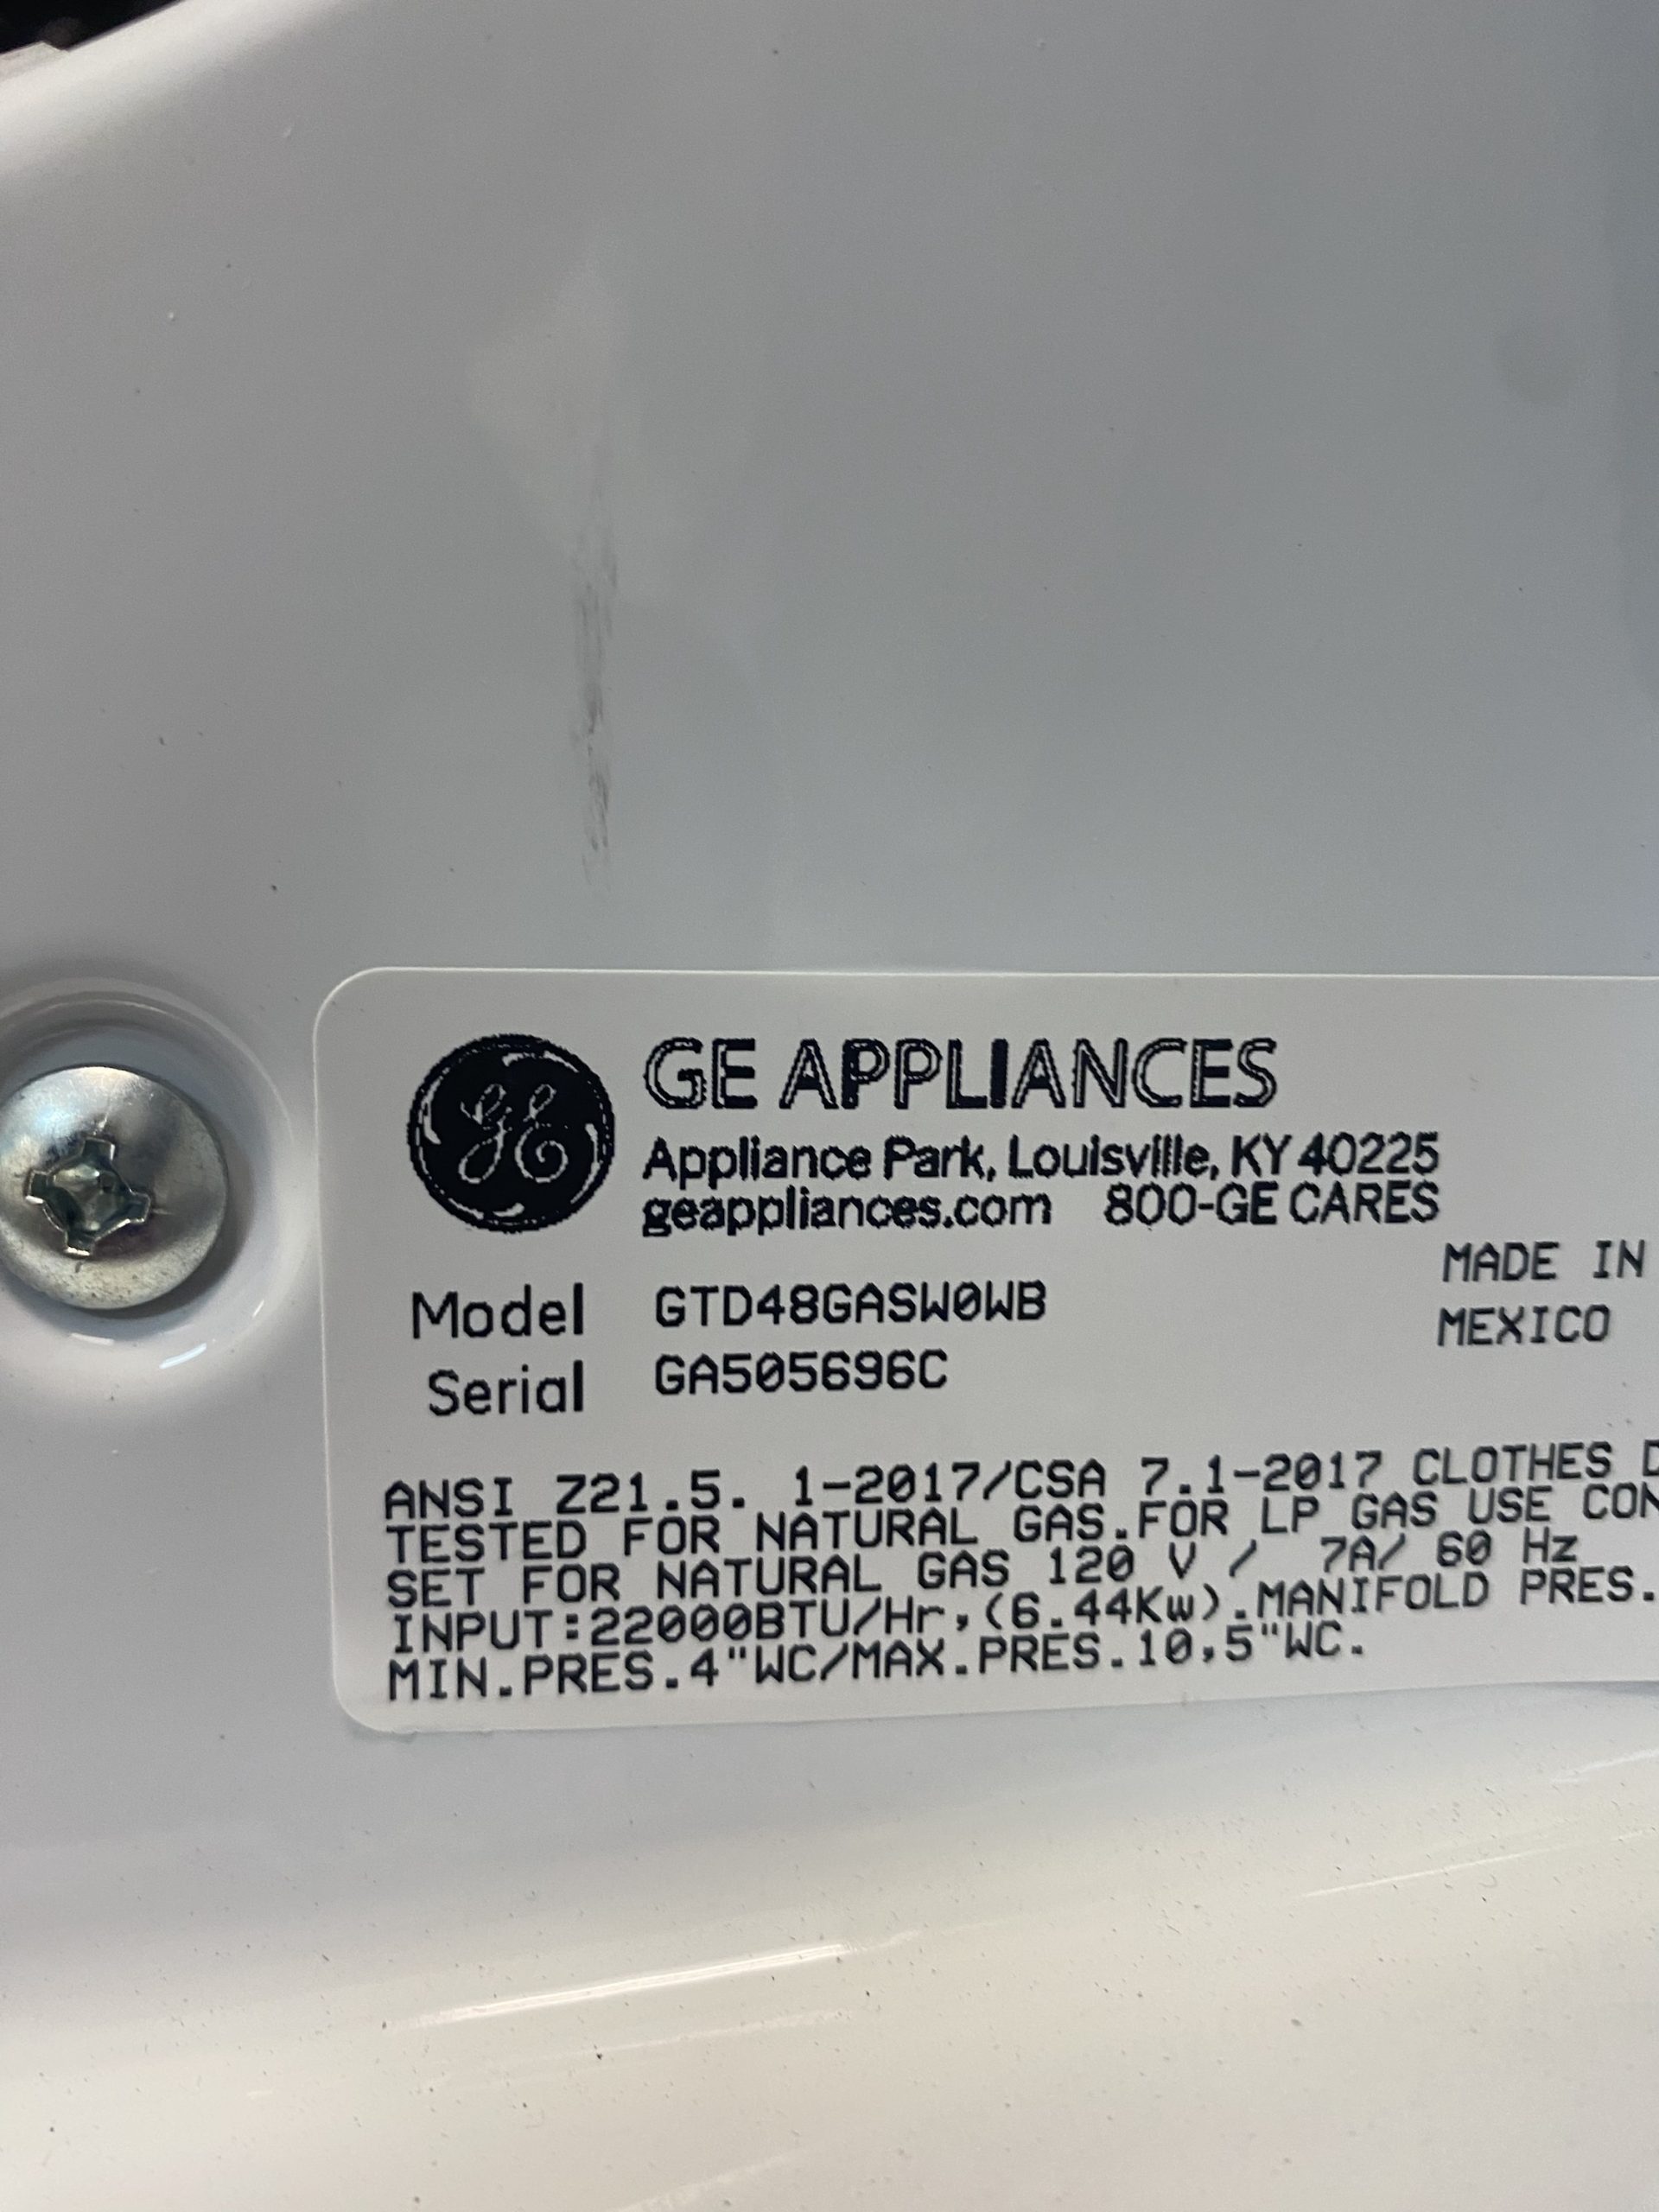 GE
GE APPLIANCES
Appliance Park, Louisville, KY 40225
geappliances.com 800-GE CARES
MADE IN
MEXICO
Model GTD48GASW0WB
Serial GA505696C
ANSI Z21.5. 1-2017/CSA 7.1-2017 CLOTHES
TESTED FOR NATURAL GAS.FOR LP GAS USE CON
SET FOR NATURAL GAS 120 V / 7A/ 60 Hz
INPUT:22000BTU/Hr,(6.44Kw).MANIFOLD PRES.
MIN.PRES.4"WC/MAX.PRES.10,5"WC.